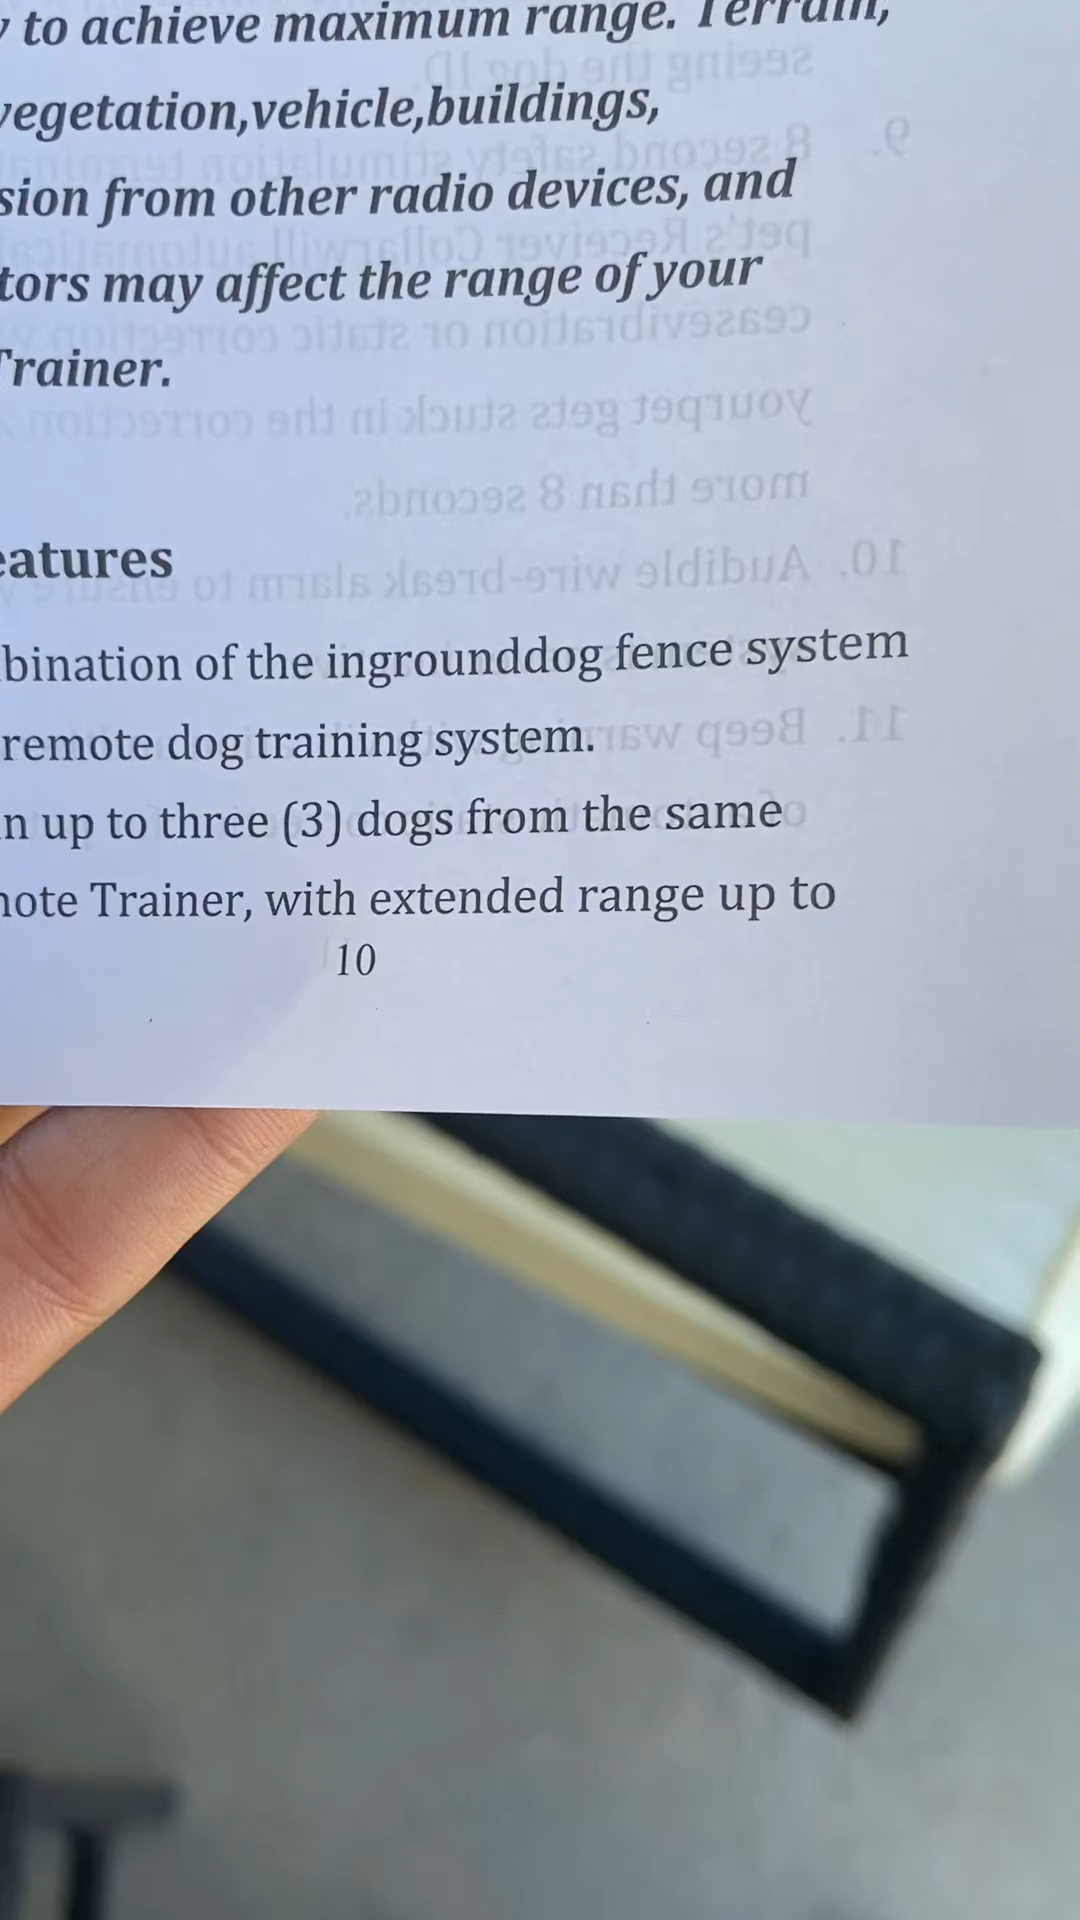 to achieve maximum range. Terrain,
vegetation,vehicle,buildings,
sion from other radio devices, and
tors may affect the range of your
Trainer.
eatures
bination of the ingrounddog fence system
remote dog training system.
n up to three (3) dogs from the same
note Trainer, with extended range up to
10